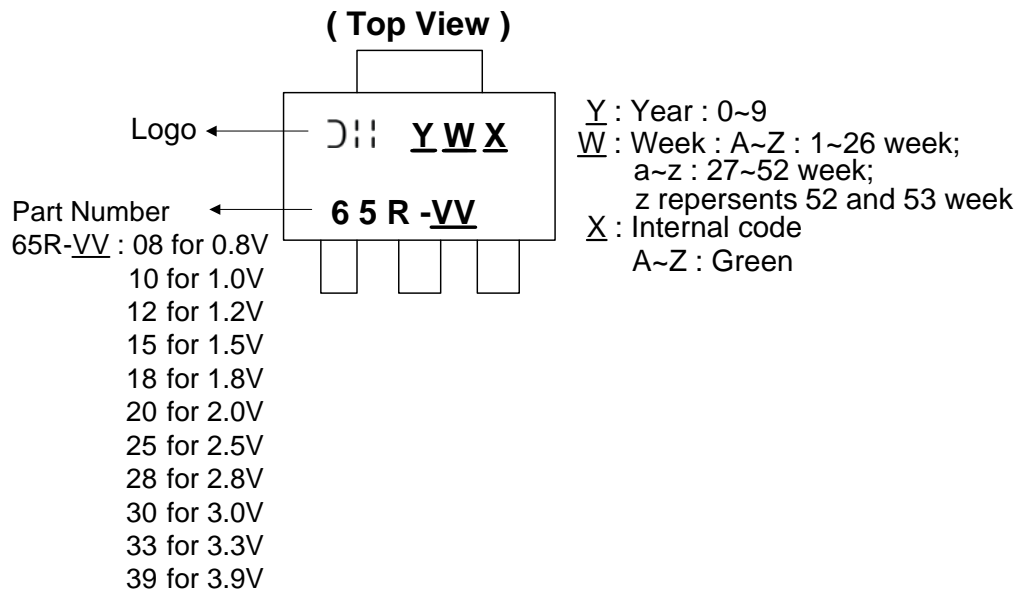 ( Top View )
Logo
Y W X
6 5 R -VV
Part Number
65R-VV : 08 for 0.8V
10 for 1.0V
12 for 1.2V
15 for 1.5V
18 for 1.8V
20 for 2.0V
25 for 2.5V
28 for 2.8V
30 for 3.0V
33 for 3.3V
39 for 3.9V
Y : Year : 0~9
W : Week : A~Z : 1~26 week;
a~z : 27~52 week;
z repersents 52 and 53 week
X : Internal code
A~Z : Green